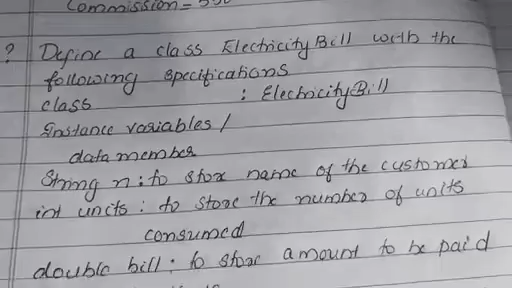 Commission =
? Define a class ElectricityBill with the
following specifications
class : ElectricityBill
Instance variables /
data member
String n : to store name of the customer
int units : to store the number of units
consumed
double bill : to store amount to be paid